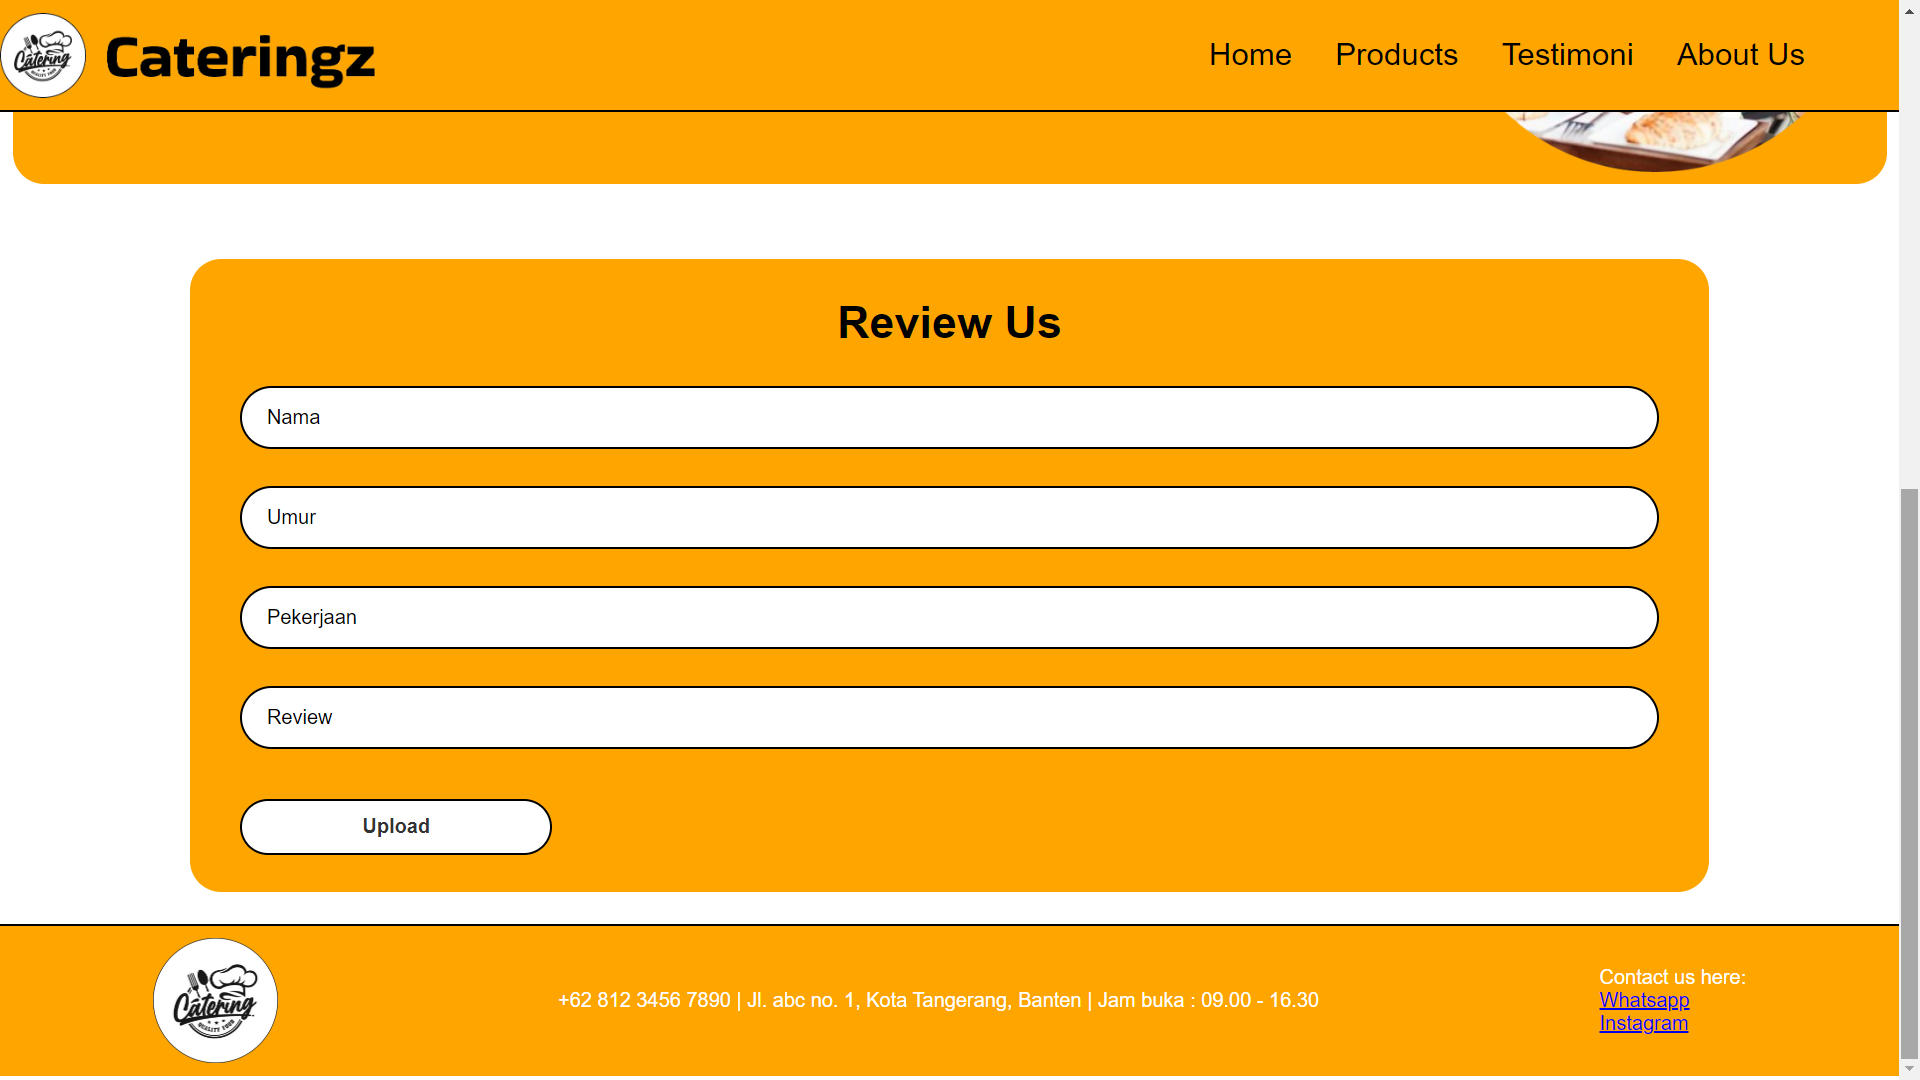 Catering
QUALITY FOOD
Cateringz
Home
Products
Testimoni
About Us
Review Us
Nama
Umur
Pekerjaan
Review
Upload
Catering
QUALITY FOOD
+62 812 3456 7890 | Jl. abc no. 1, Kota Tangerang, Banten | Jam buka : 09.00 - 16.30
Contact us here:
Whatsapp
Instagram